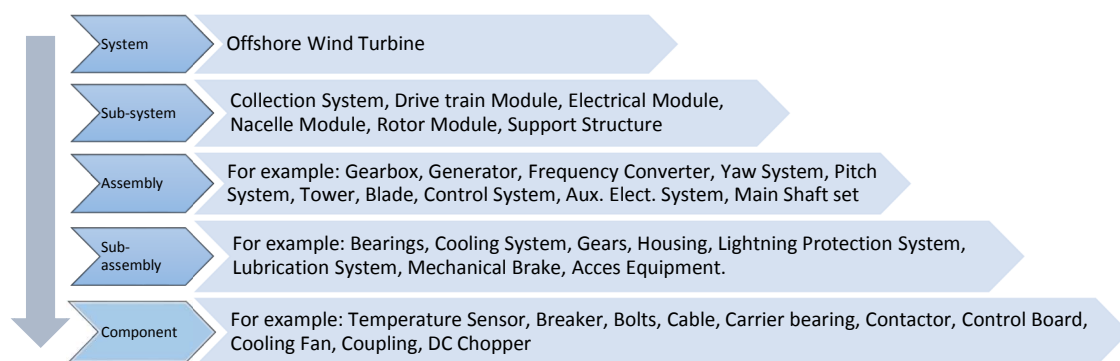 System
Offshore Wind Turbine
Sub-system
Collection System, Drive train Module, Electrical Module,
Nacelle Module, Rotor Module, Support Structure
Assembly
For example: Gearbox, Generator, Frequency Converter, Yaw System, Pitch
System, Tower, Blade, Control System, Aux. Elect. System, Main Shaft set
Sub-
assembly
For example: Bearings, Cooling System, Gears, Housing, Lightning Protection System,
Lubrication System, Mechanical Brake, Acces Equipment.
Component
For example: Temperature Sensor, Breaker, Bolts, Cable, Carrier bearing, Contactor, Control Board,
Cooling Fan, Coupling, DC Chopper